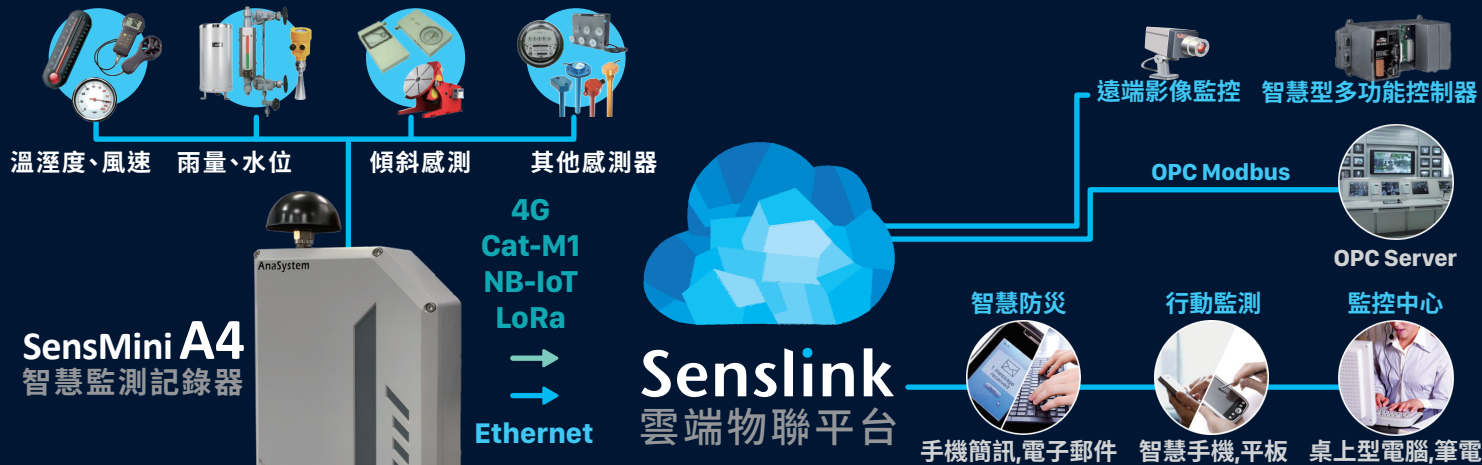 溫溼度、風速
雨量、水位
傾斜感測
其他感測器
AnaSystem
SensMini A4
智慧監測記錄器
4G
Cat-M1
NB-IoT
LoRa
Ethernet
Senslink
雲端物聯平台
遠端影像監控
智慧型多功能控制器
OPC Modbus
OPC Server
智慧防災
行動監測
監控中心
手機簡訊,電子郵件
智慧手機,平板
桌上型電腦,筆電